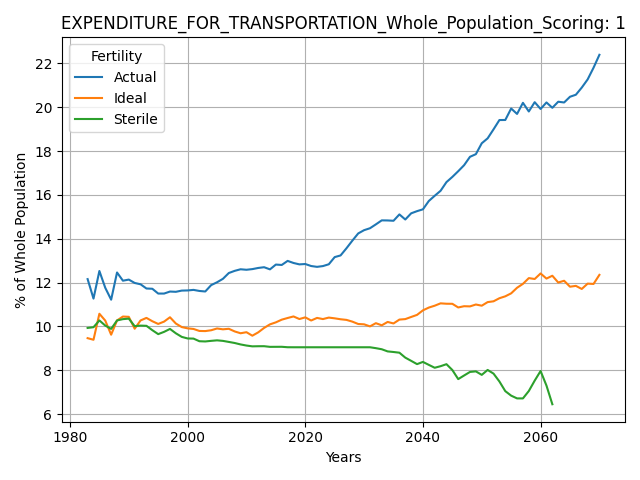 EXPENDITURE_FOR_TRANSPORTATION_Whole_Population_Scoring: 1
Fertility
Actual
Ideal
Sterile
% of Whole Population
22
20
18
16
14
12
10
8
6
1980
2000
2020
2040
2060
Years